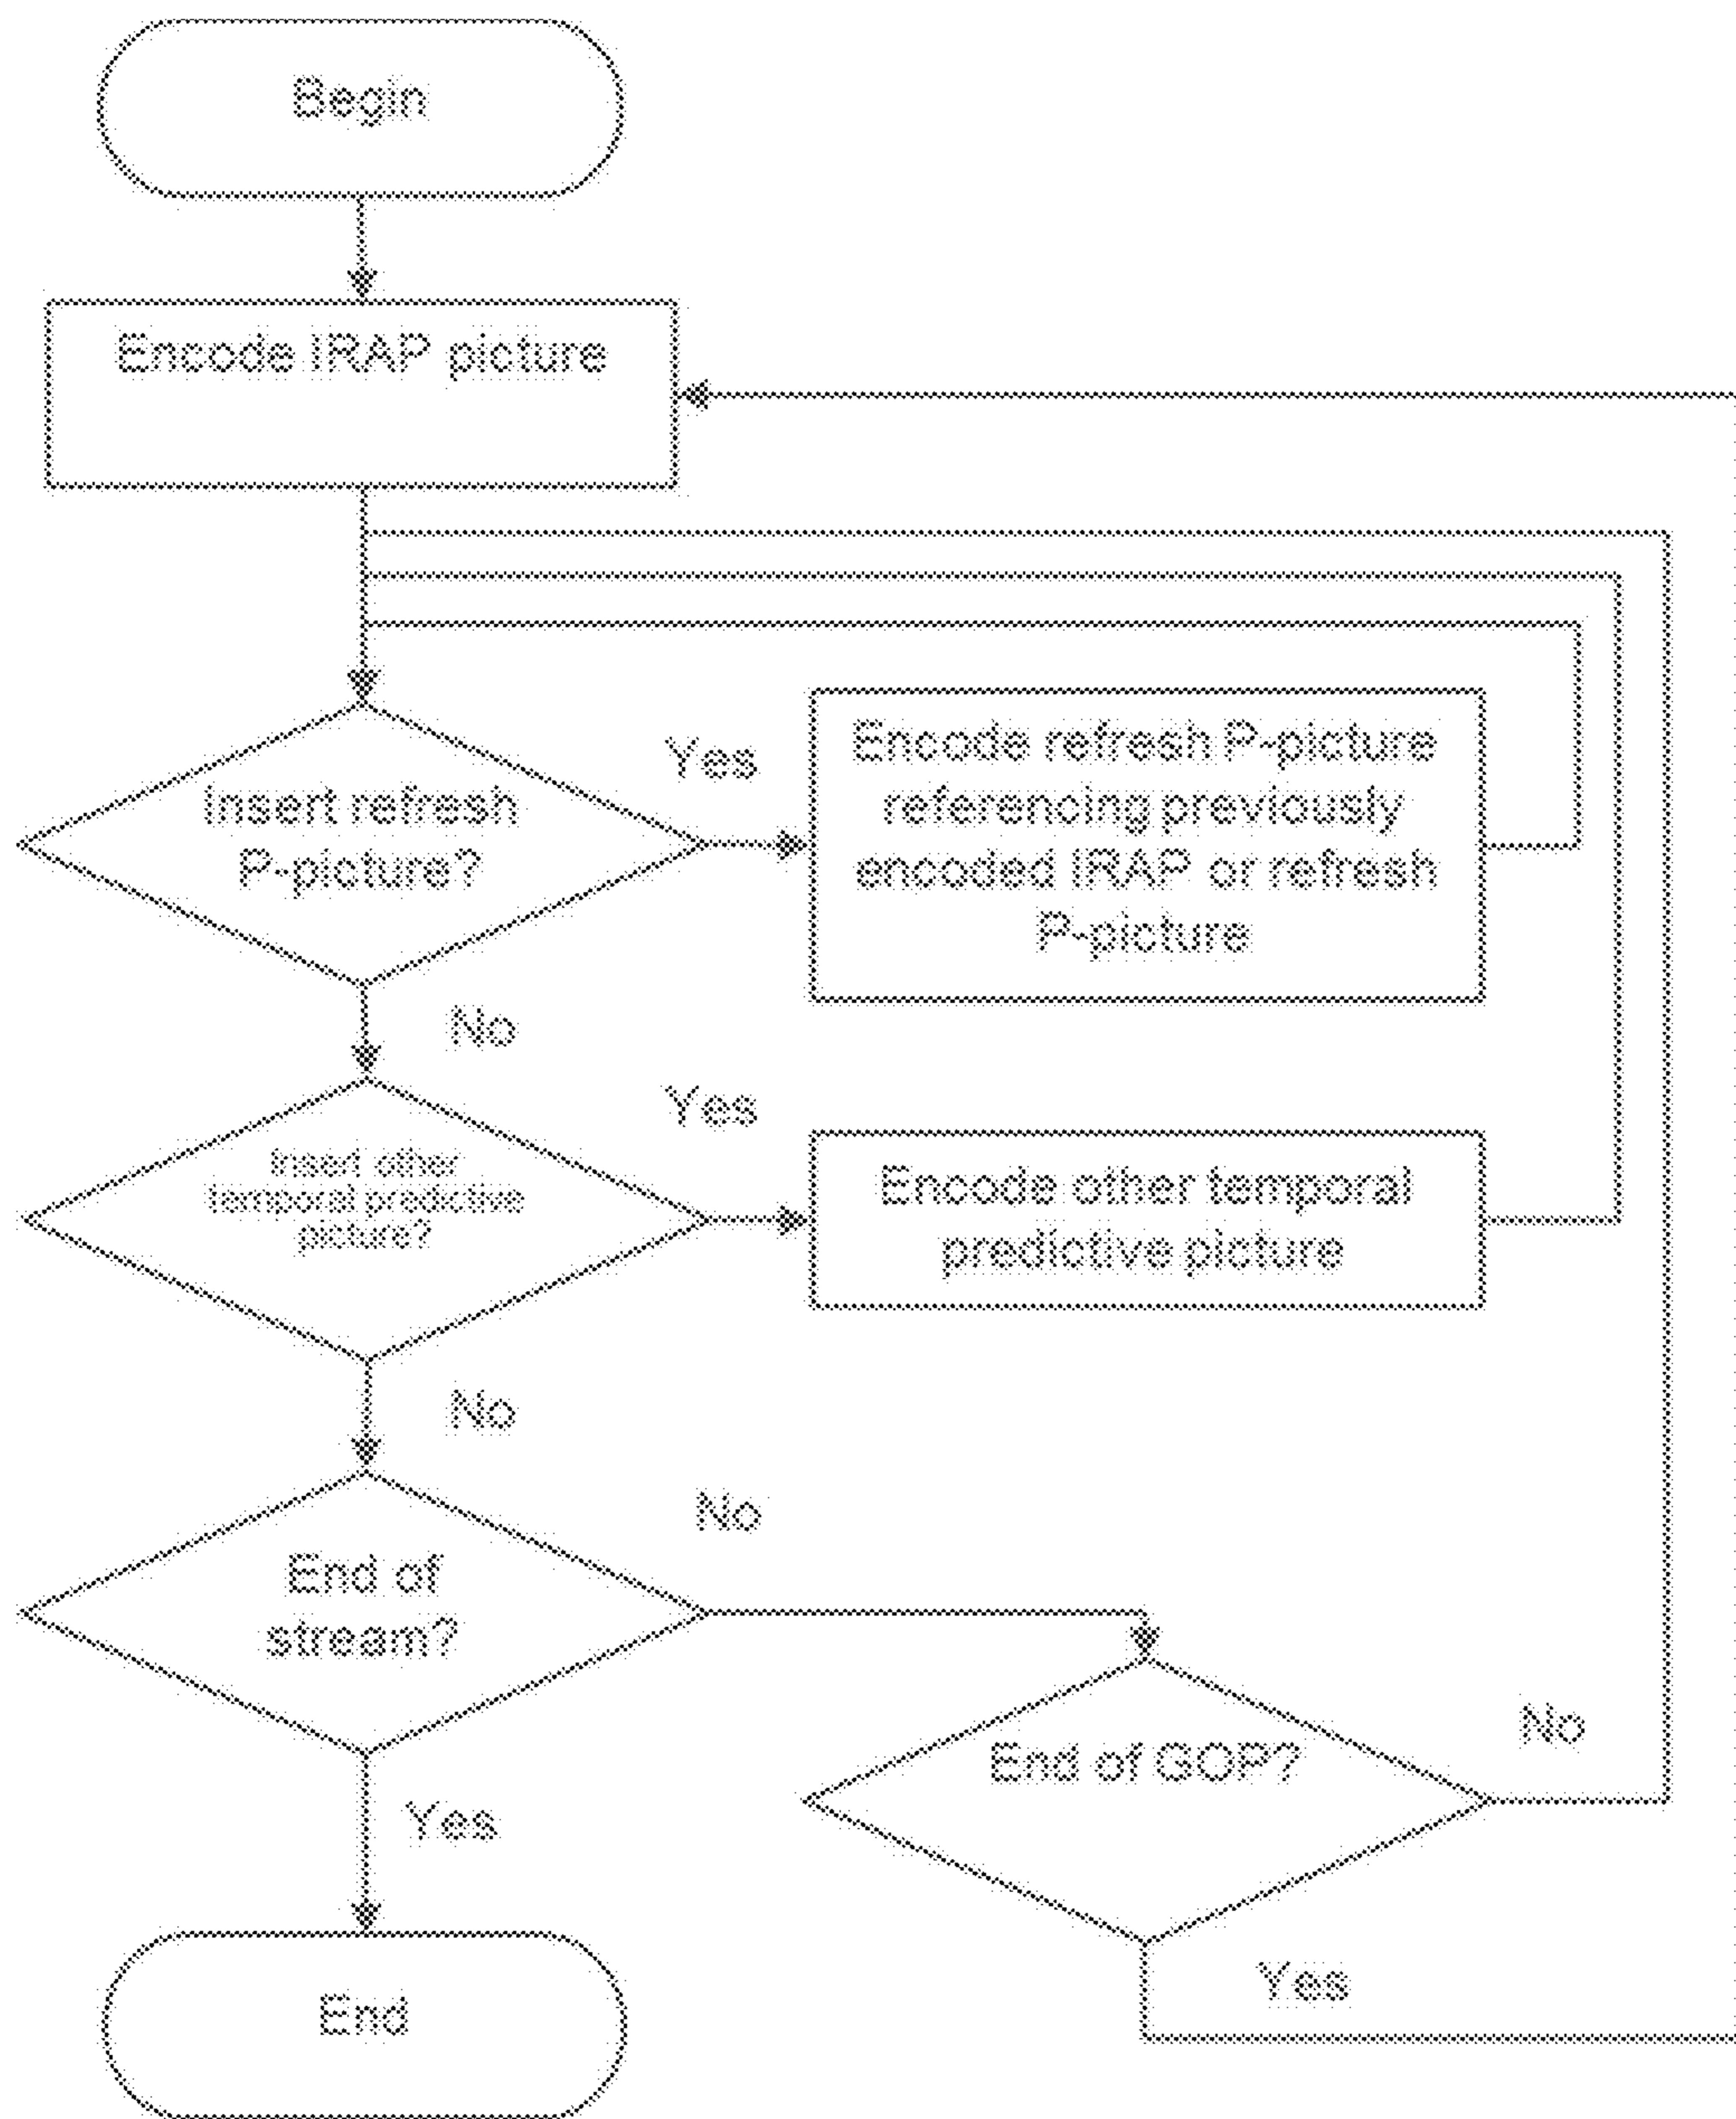 Begin
Encode IRAP picture
Insert refresh
P-picture?
Yes
Encode refresh P-picture
referencing previously
encoded IRAP or refresh
P-picture
No
Insert other
temporal predictive
picture?
Yes
Encode other temporal
predictive picture
No
End of
stream?
No
End of GOP?
No
Yes
Yes
End